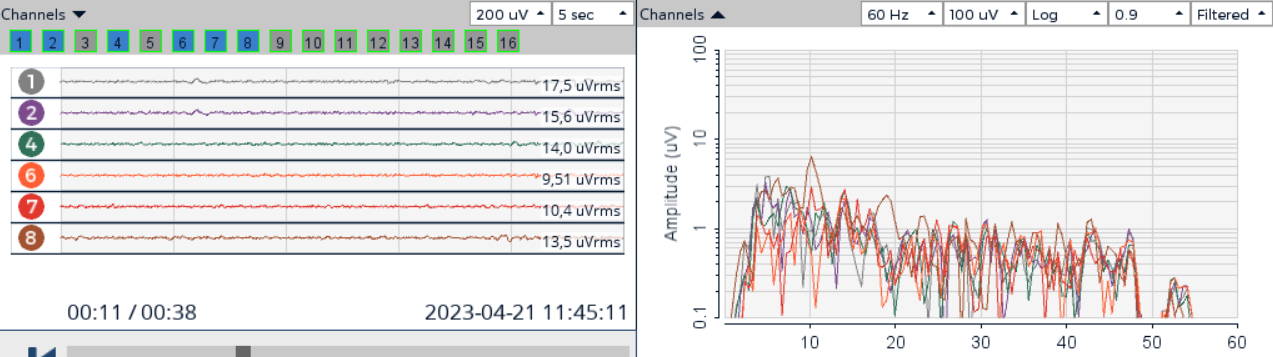 Channels
200 uV
5 sec
1 2 3 4 5 6 7 8 9 10 11 12 13 14 15 16
1 17,5 uVrms
2 15,6 uVrms
4 14,0 uVrms
6 9,51 uVrms
7 10,4 uVrms
8 13,5 uVrms
00:11 / 00:38
2023-04-21 11:45:11
Channels
60 Hz
100 uV
Log
0.9
Filtered
Amplitude (uV)
100
10
1
0.1
10 20 30 40 50 60